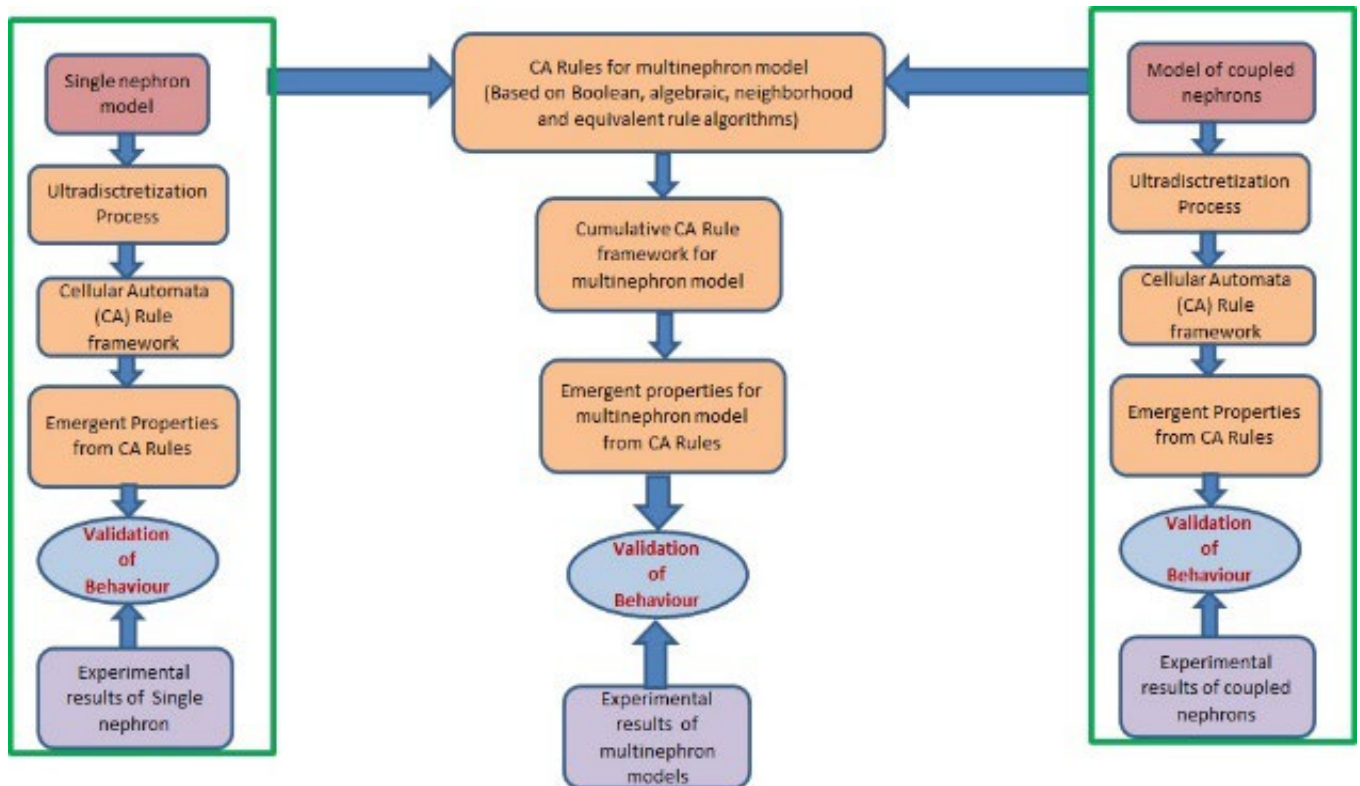 Single nephron
model
Ultradisctretization
Process
Cellular Automata
(CA) Rule
framework
Emergent Properties
from CA Rules
Validation
of
Behaviour
Experimental
results of Single
nephron
CA Rules for multinephron model
(Based on Boolean, algebraic, neighborhood
and equivalent rule algorithms)
Cumulative CA Rule
framework for
multinephron model
Emergent properties for
multinephron model
from CA Rules
Validation
of
Behaviour
Experimental
results of
multinephron
models
Model of coupled
nephrons
Ultradisctretization
Process
Cellular Automata
(CA) Rule
framework
Emergent Properties
from CA Rules
Validation
of
Behaviour
Experimental
results of coupled
nephrons